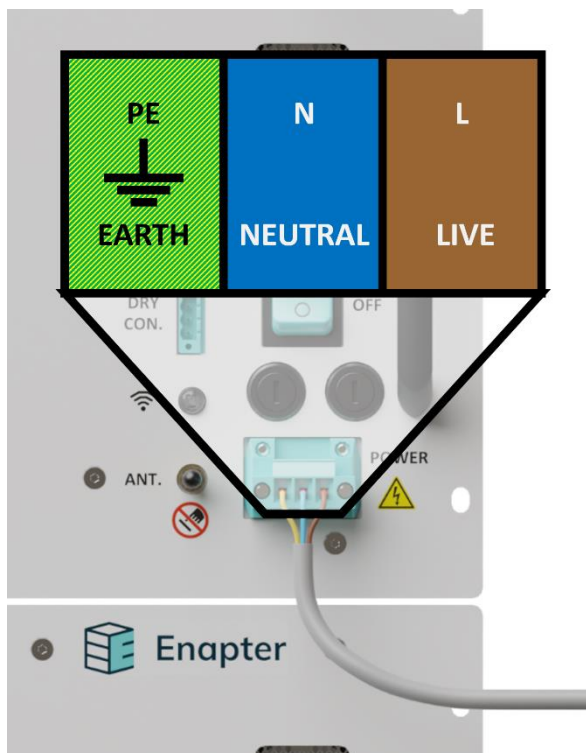 PE
EARTH
N
NEUTRAL
L
LIVE
DRY
CON.
OFF
ANT.
POWER
Enapter